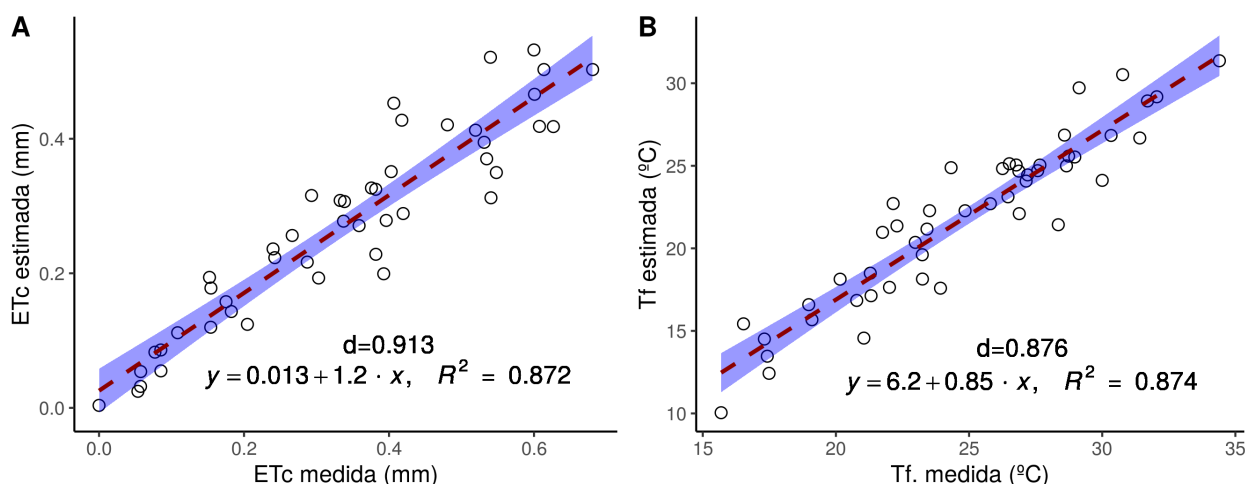 A
ETc estimada (mm)
0.4
0.2
0.0
d=0.913
y = 0.013 + 1.2 · x, R² = 0.872
0.0 0.2 0.4 0.6
ETc medida (mm)
B
Tf estimada (ºC)
30
25
20
15
10
d=0.876
y = 6.2 + 0.85 · x, R² = 0.874
15 20 25 30 35
Tf. medida (ºC)